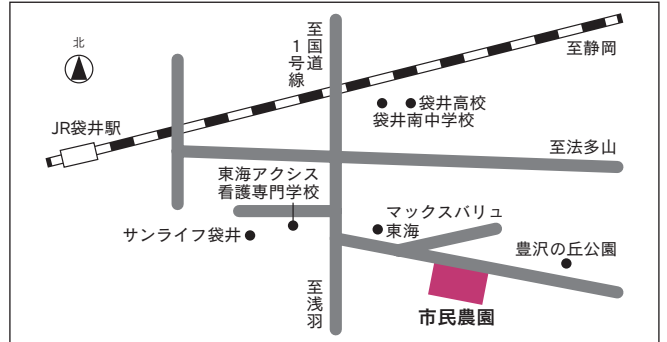 北
至国道
1号線
至静岡
JR袋井駅
袋井高校
袋井南中学校
至法多山
東海アクシス
看護専門学校
マックスバリュ
東海
サンライフ袋井
豊沢の丘公園
至浅羽
市民農園